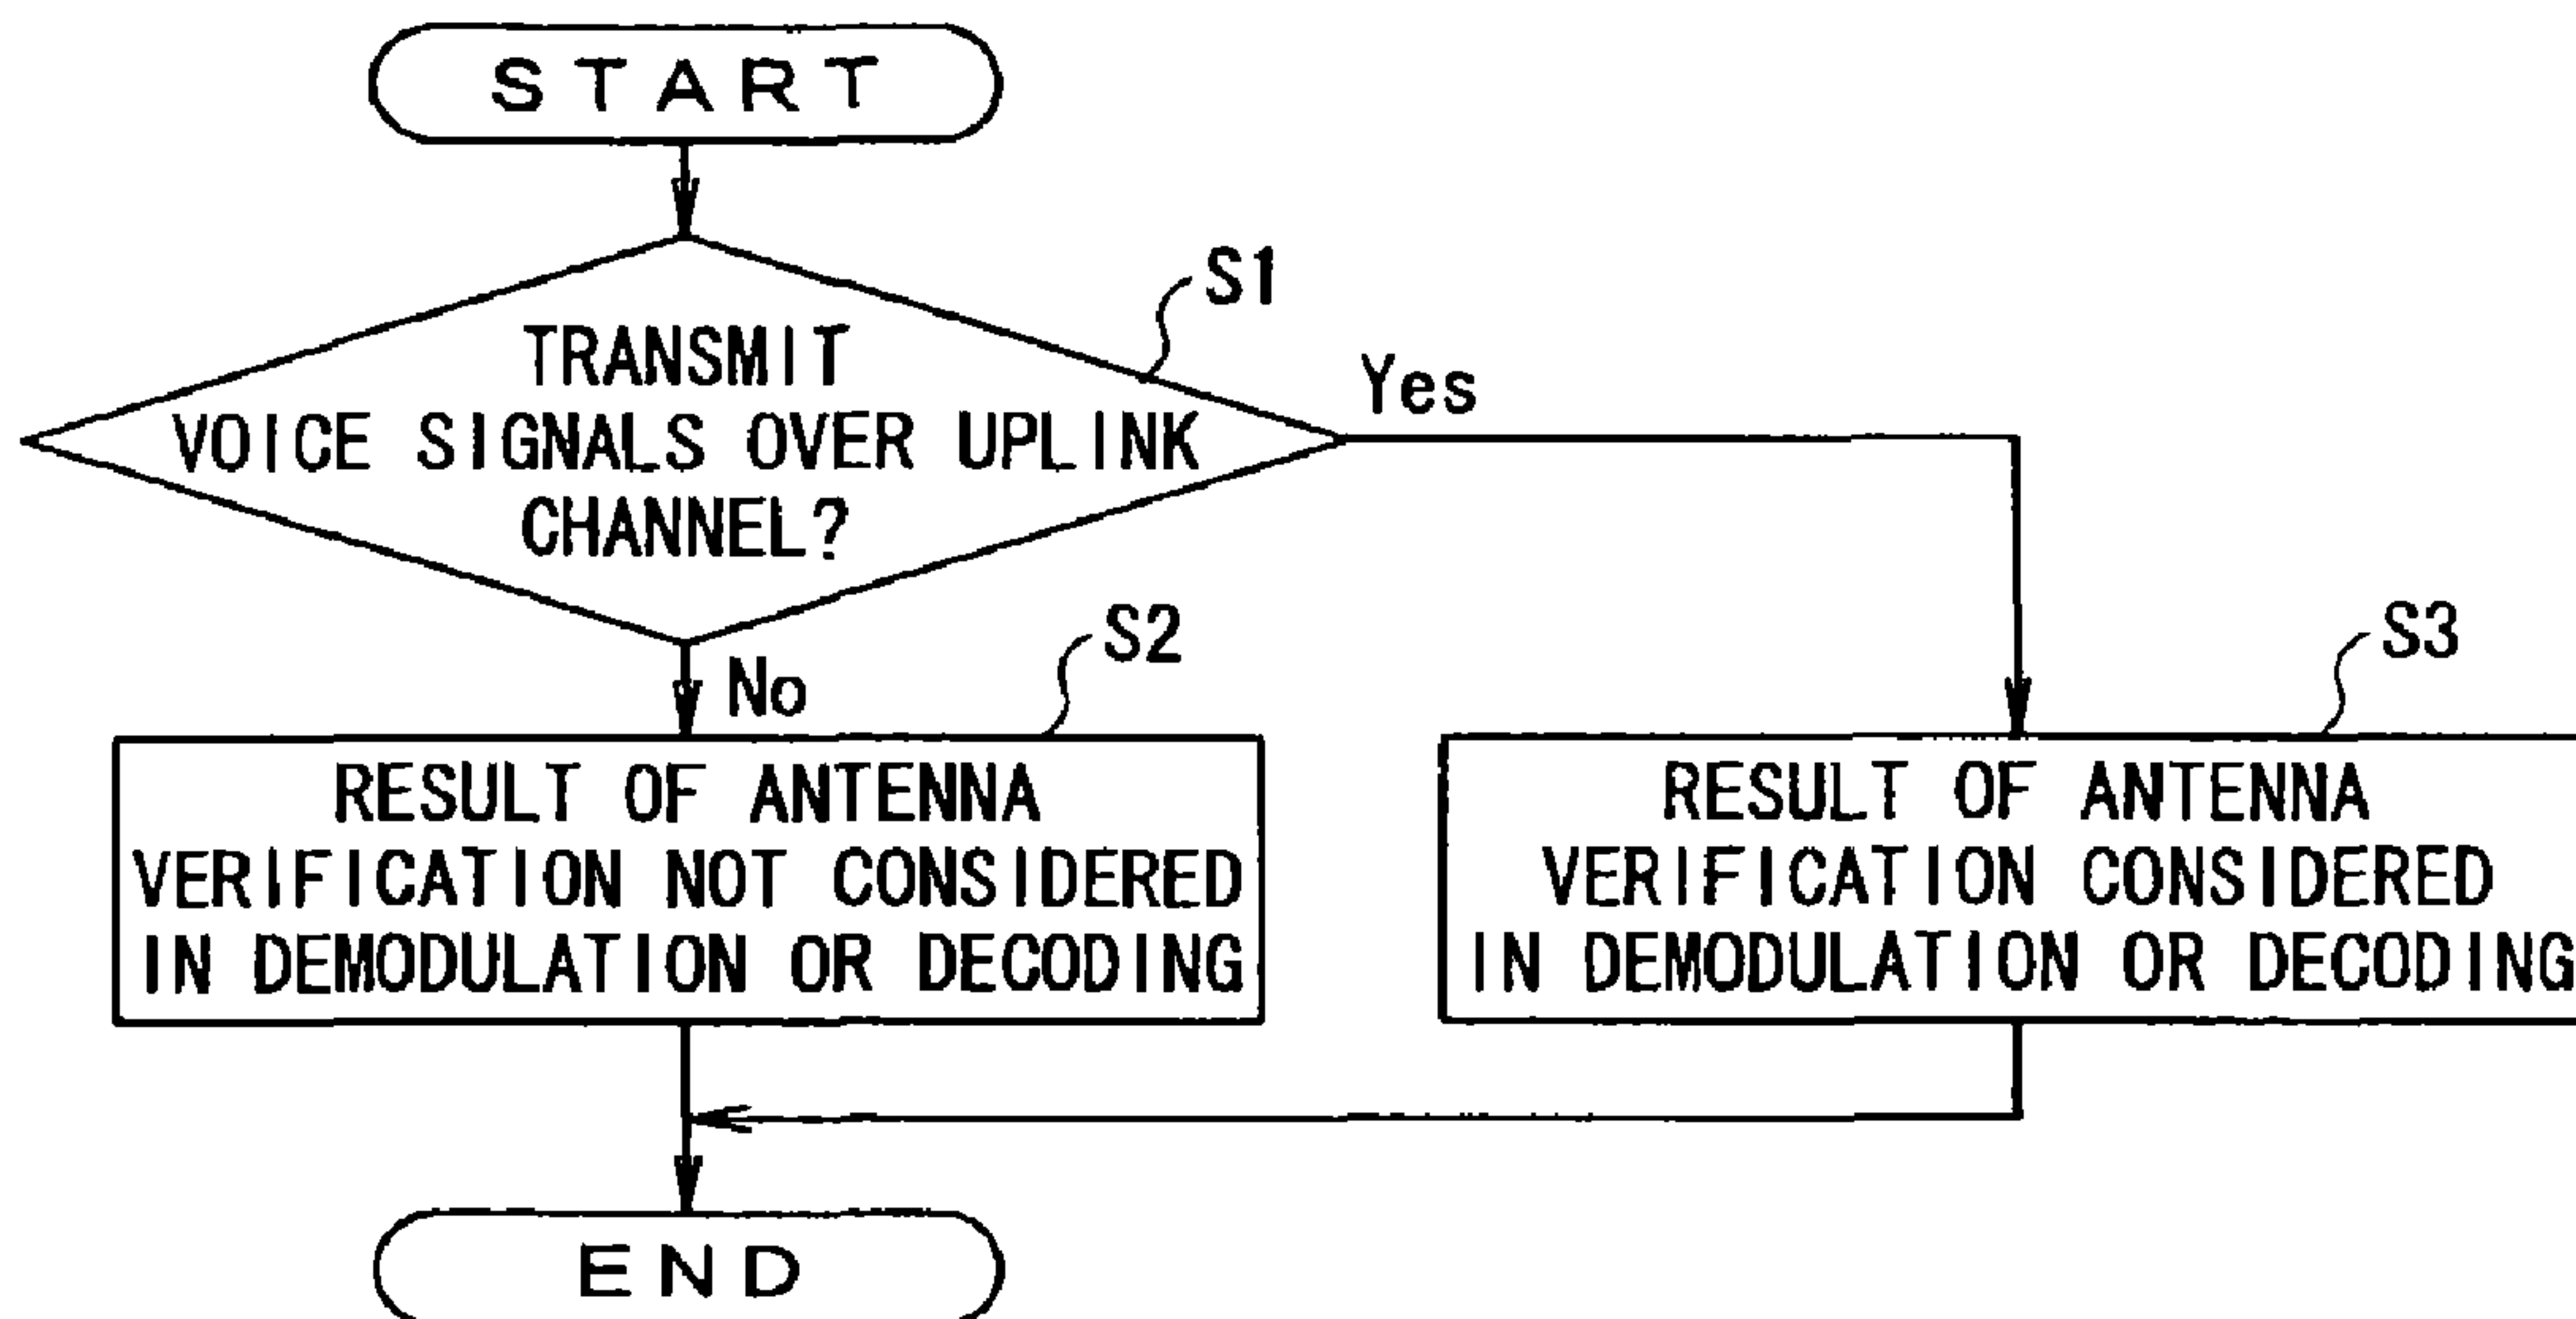 START
S1
TRANSMIT
VOICE SIGNALS OVER UPLINK
CHANNEL?
Yes
No
S2
RESULT OF ANTENNA
VERIFICATION NOT CONSIDERED
IN DEMODULATION OR DECODING
S3
RESULT OF ANTENNA
VERIFICATION CONSIDERED
IN DEMODULATION OR DECODING
END